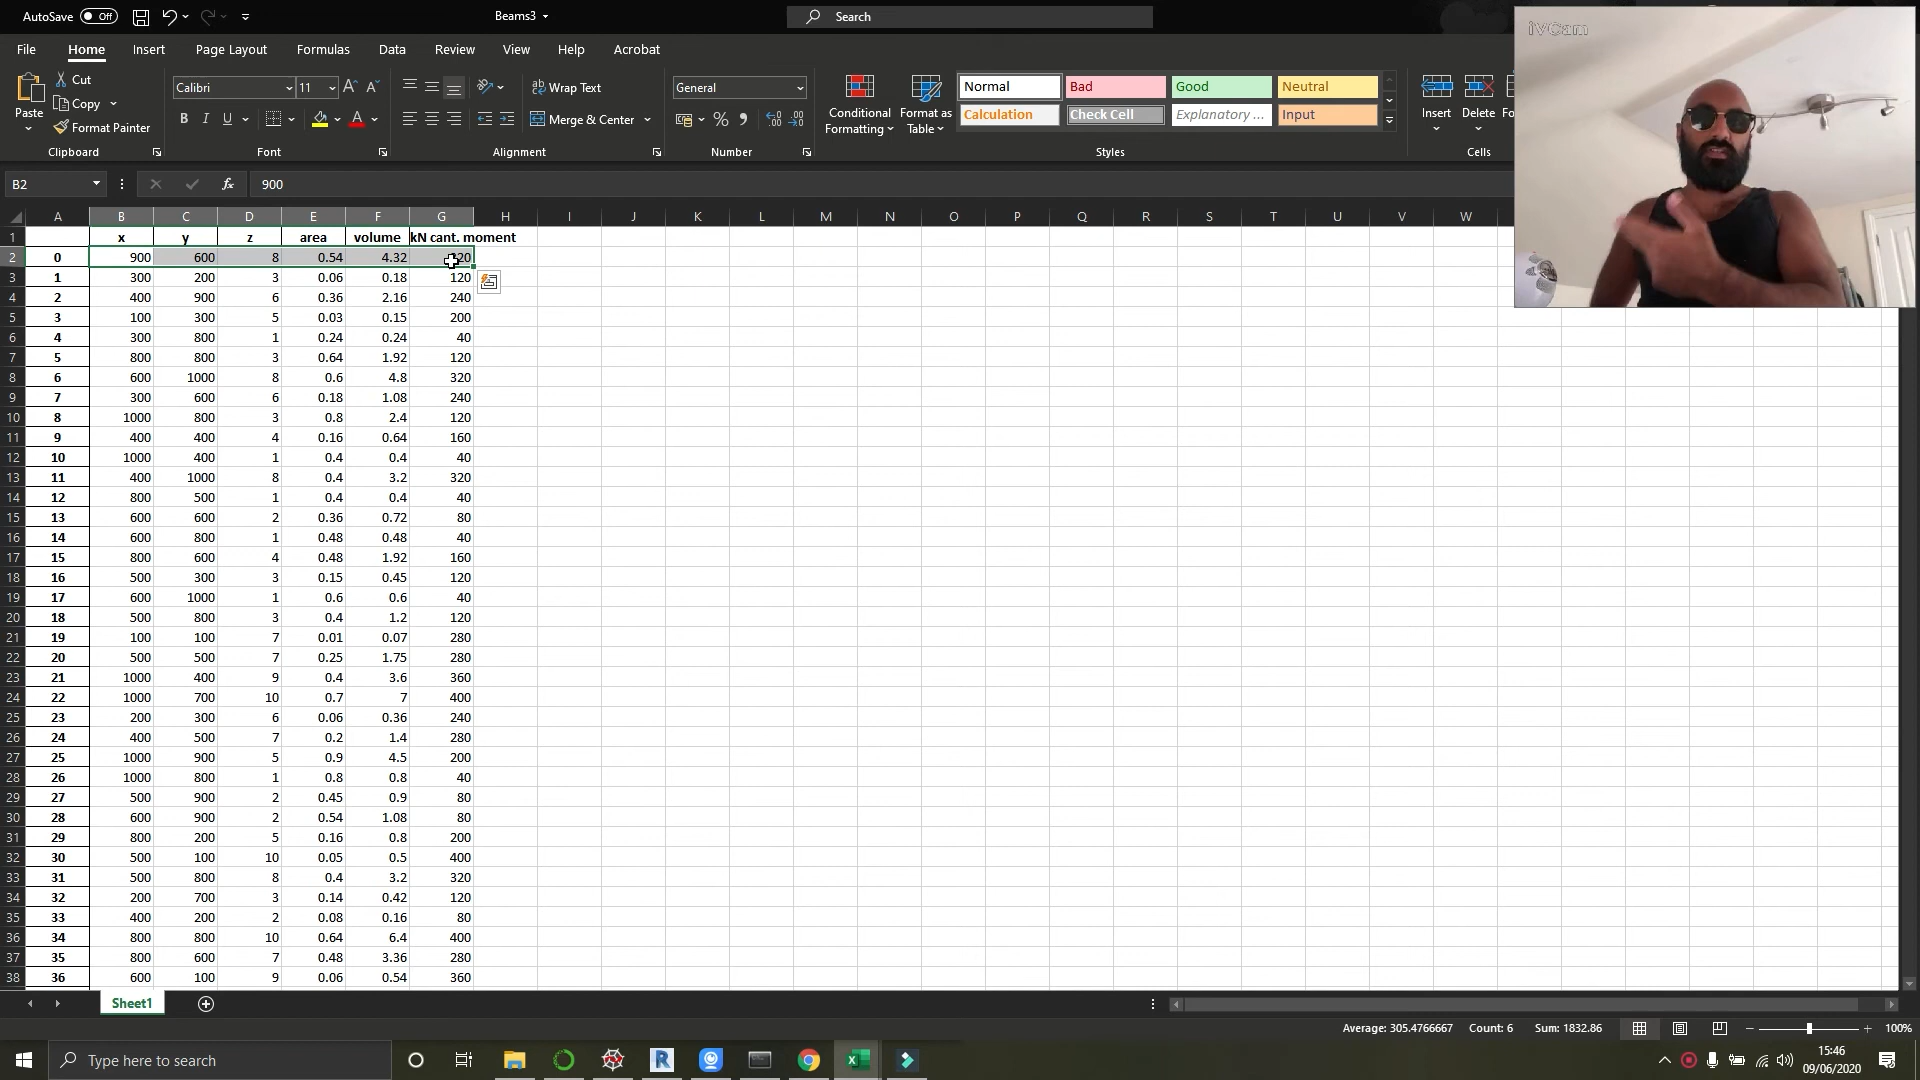 AutoSave Off Beams3 Search
iVCam
File Home Insert Page Layout Formulas Data Review View Help Acrobat
Paste Cut Copy Format Painter
Calibri 11 Wrap Text Merge & Center
General
Conditional Formatting Format as Table
Normal Bad Good Neutral
Calculation Check Cell Explanatory ... Input
Insert Delete
Clipboard Font Alignment Number Styles Cells
B2 fx 900
A B C D E F G H I J K L M N O P Q R S T U V W
1 x y z area volume kN cant. moment
2 0 900 600 8 0.54 4.32
3 1 300 200 3 0.06 0.18 120
4 2 400 900 6 0.36 2.16 240
5 3 100 300 5 0.03 0.15 200
6 4 300 800 1 0.24 0.24 40
7 5 800 800 3 0.64 1.92 120
8 6 600 1000 8 0.6 4.8 320
9 7 300 600 6 0.18 1.08 240
10 8 1000 800 3 0.8 2.4 120
11 9 400 400 4 0.16 0.64 160
12 10 1000 400 1 0.4 0.4 40
13 11 400 1000 8 0.4 3.2 320
14 12 800 500 1 0.4 0.4 40
15 13 600 600 2 0.36 0.72 80
16 14 600 800 1 0.48 0.48 40
17 15 800 600 4 0.48 1.92 160
18 16 500 300 3 0.15 0.45 120
19 17 600 1000 1 0.6 0.6 40
20 18 500 800 3 0.4 1.2 120
21 19 100 100 7 0.01 0.07 280
22 20 500 500 7 0.25 1.75 280
23 21 1000 400 9 0.4 3.6 360
24 22 1000 700 10 0.7 7 400
25 23 200 300 6 0.06 0.36 240
26 24 400 500 7 0.2 1.4 280
27 25 1000 900 5 0.9 4.5 200
28 26 1000 800 1 0.8 0.8 40
29 27 500 900 2 0.45 0.9 80
30 28 600 900 2 0.54 1.08 80
31 29 800 200 5 0.16 0.8 200
32 30 500 100 10 0.05 0.5 400
33 31 500 800 8 0.4 3.2 320
34 32 200 700 3 0.14 0.42 120
35 33 400 200 2 0.08 0.16 80
36 34 800 800 10 0.64 6.4 400
37 35 800 600 7 0.48 3.36 280
38 36 600 100 9 0.06 0.54 360
Sheet1
Average: 305.4766667 Count: 6 Sum: 1832.86 100%
Type here to search
15:46
09/06/2020